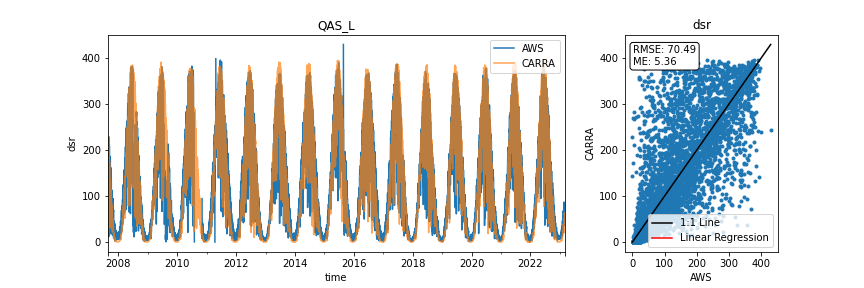 QAS_L
dsr
400
300
200
100
0
2008
2010
2012
2014
2016
2018
2020
2022
time
AWS
CARRA
dsr
CARRA
400
300
200
100
0
0
100
200
300
400
AWS
RMSE: 70.49
ME: 5.36
1:1 Line
Linear Regression